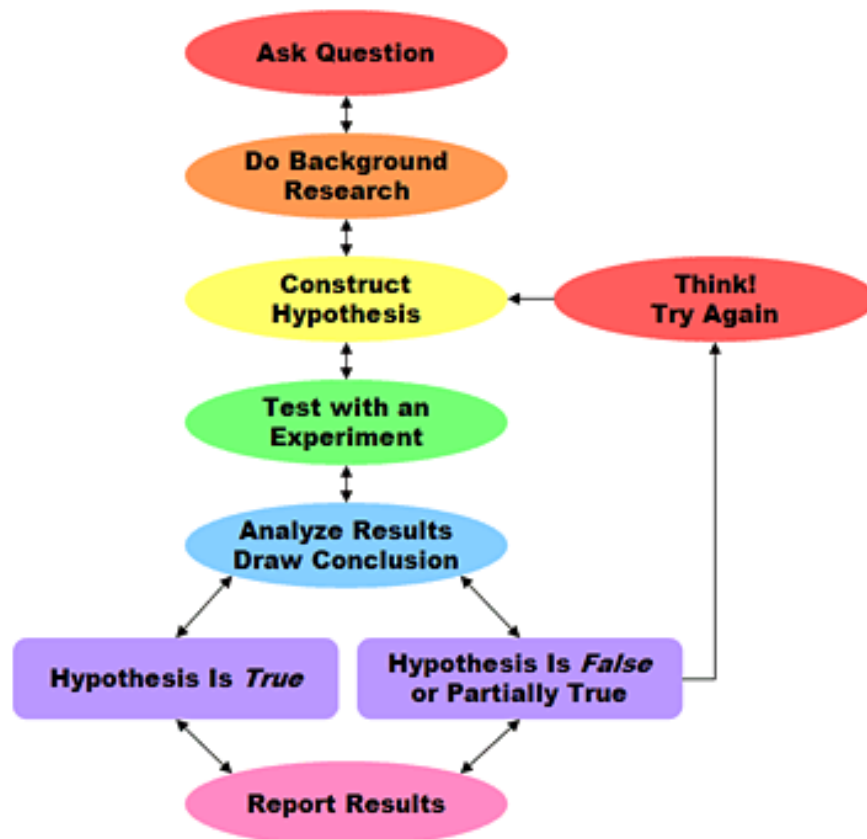 Ask Question
Do Background
Research
Construct
Hypothesis
Think!
Try Again
Test with an
Experiment
Analyze Results
Draw Conclusion
Hypothesis Is True
Hypothesis Is False
or Partially True
Report Results